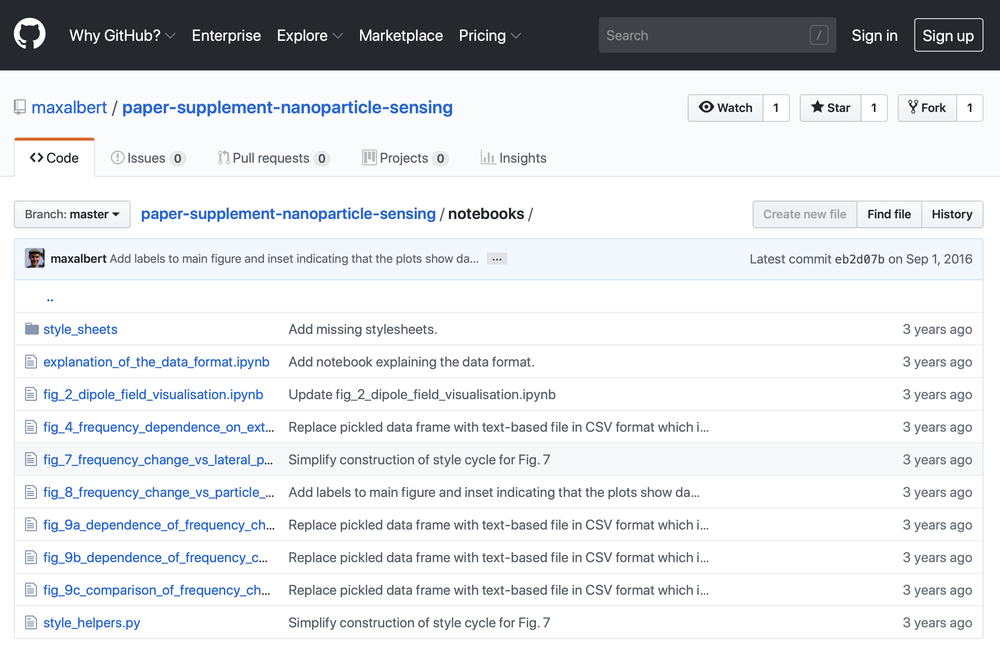 Why GitHub? Enterprise Explore Marketplace Pricing Search / Sign in Sign up
maxalbert / paper-supplement-nanoparticle-sensing Watch 1 Star 1 Fork 1
Code Issues 0 Pull requests 0 Projects 0 Insights
Branch: master paper-supplement-nanoparticle-sensing / notebooks / Create new file Find file History
maxalbert Add labels to main figure and inset indicating that the plots show da... ... Latest commit eb2d07b on Sep 1, 2016
..
style_sheets Add missing stylesheets. 3 years ago
explanation_of_the_data_format.ipynb Add notebook explaining the data format. 3 years ago
fig_2_dipole_field_visualisation.ipynb Update fig_2_dipole_field_visualisation.ipynb 3 years ago
fig_4_frequency_dependence_on_ext... Replace pickled data frame with text-based file in CSV format which i... 3 years ago
fig_7_frequency_change_vs_lateral_p... Simplify construction of style cycle for Fig. 7 3 years ago
fig_8_frequency_change_vs_particle_... Add labels to main figure and inset indicating that the plots show da... 3 years ago
fig_9a_dependence_of_frequency_ch... Replace pickled data frame with text-based file in CSV format which i... 3 years ago
fig_9b_dependence_of_frequency_c... Replace pickled data frame with text-based file in CSV format which i... 3 years ago
fig_9c_comparison_of_frequency_ch... Replace pickled data frame with text-based file in CSV format which i... 3 years ago
style_helpers.py Simplify construction of style cycle for Fig. 7 3 years ago